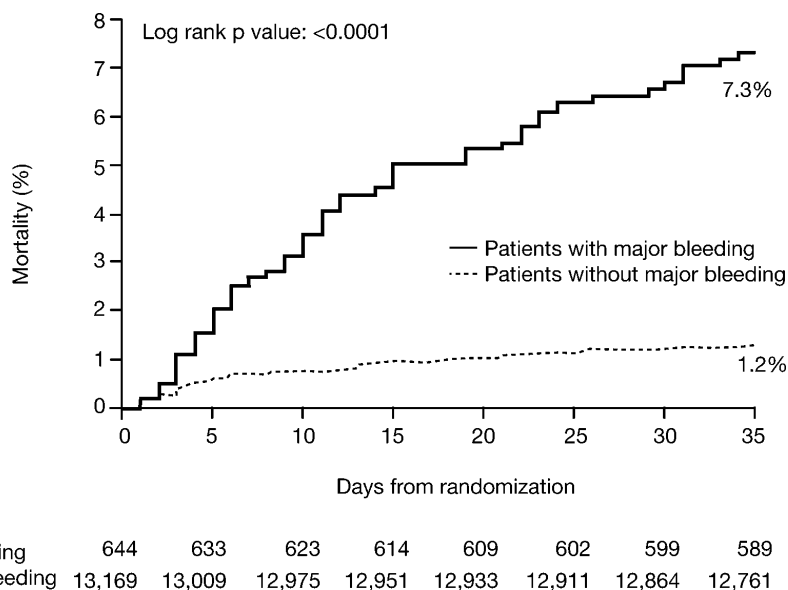 Log rank p value: <0.0001
8
7
6
5
4
3
2
1
0
Mortality (%)
7.3%
Patients with major bleeding
Patients without major bleeding
1.2%
0 5 10 15 20 25 30 35
Days from randomization
644 633 623 614 609 602 599 589
13,169 13,009 12,975 12,951 12,933 12,911 12,864 12,761